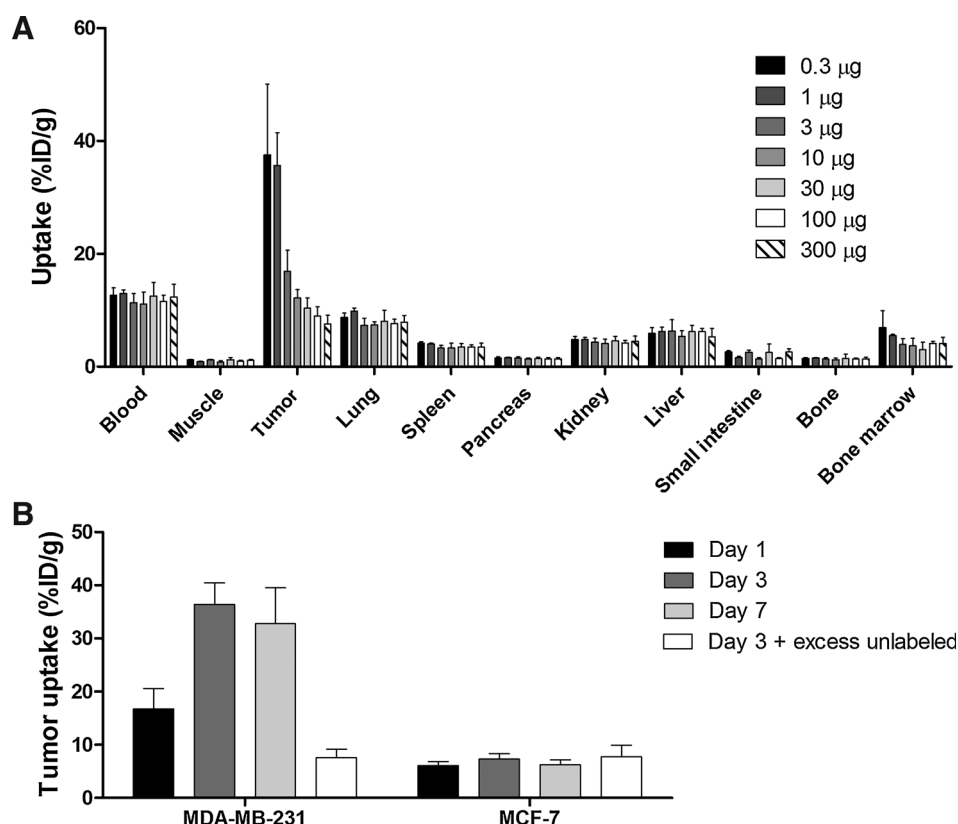 A
60
40
20
0
Uptake (%ID/g)
0.3 μg
1 μg
3 μg
10 μg
30 μg
100 μg
300 μg
Blood
Muscle
Tumor
Lung
Spleen
Pancreas
Kidney
Liver
Small intestine
Bone
Bone marrow
B
50
40
30
20
10
0
Tumor uptake (%ID/g)
Day 1
Day 3
Day 7
Day 3 + excess unlabeled
MDA-MB-231
MCF-7